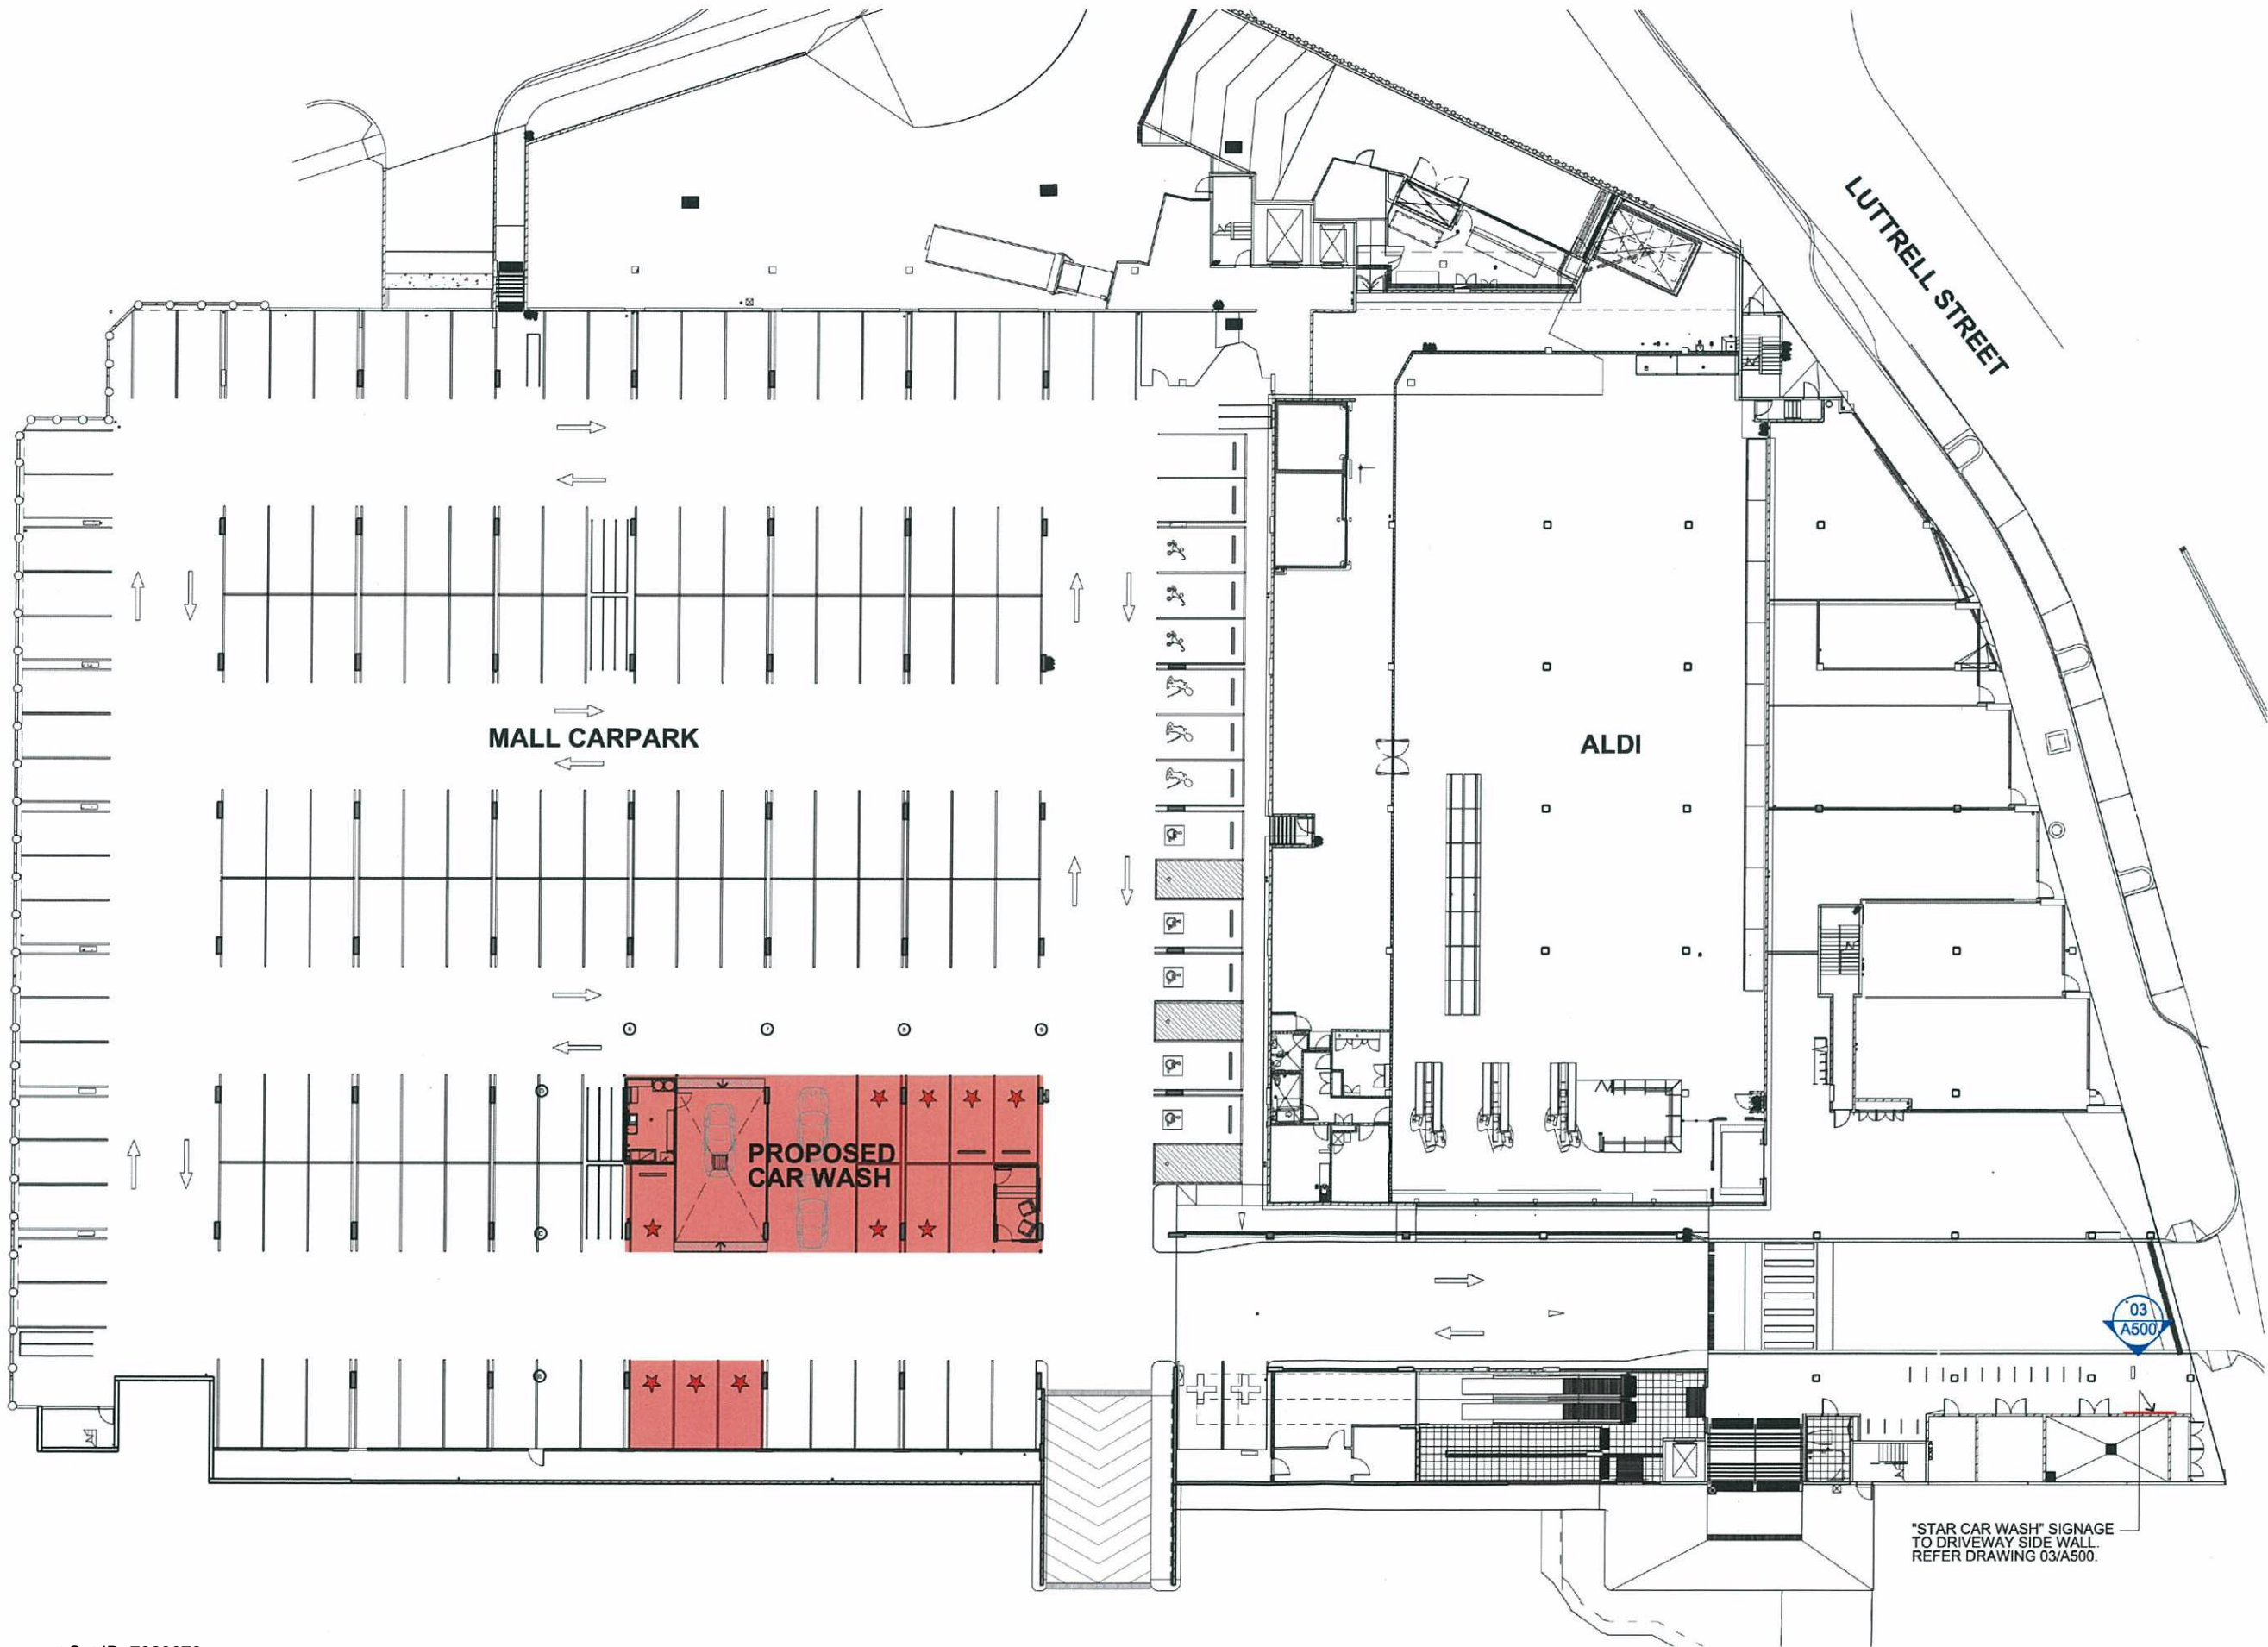 LUTTRELL STREET
MALL CARPARK
ALDI
PROPOSED
CAR WASH
03
A500
"STAR CAR WASH" SIGNAGE
TO DRIVEWAY SIDE WALL.
REFER DRAWING 03/A500.